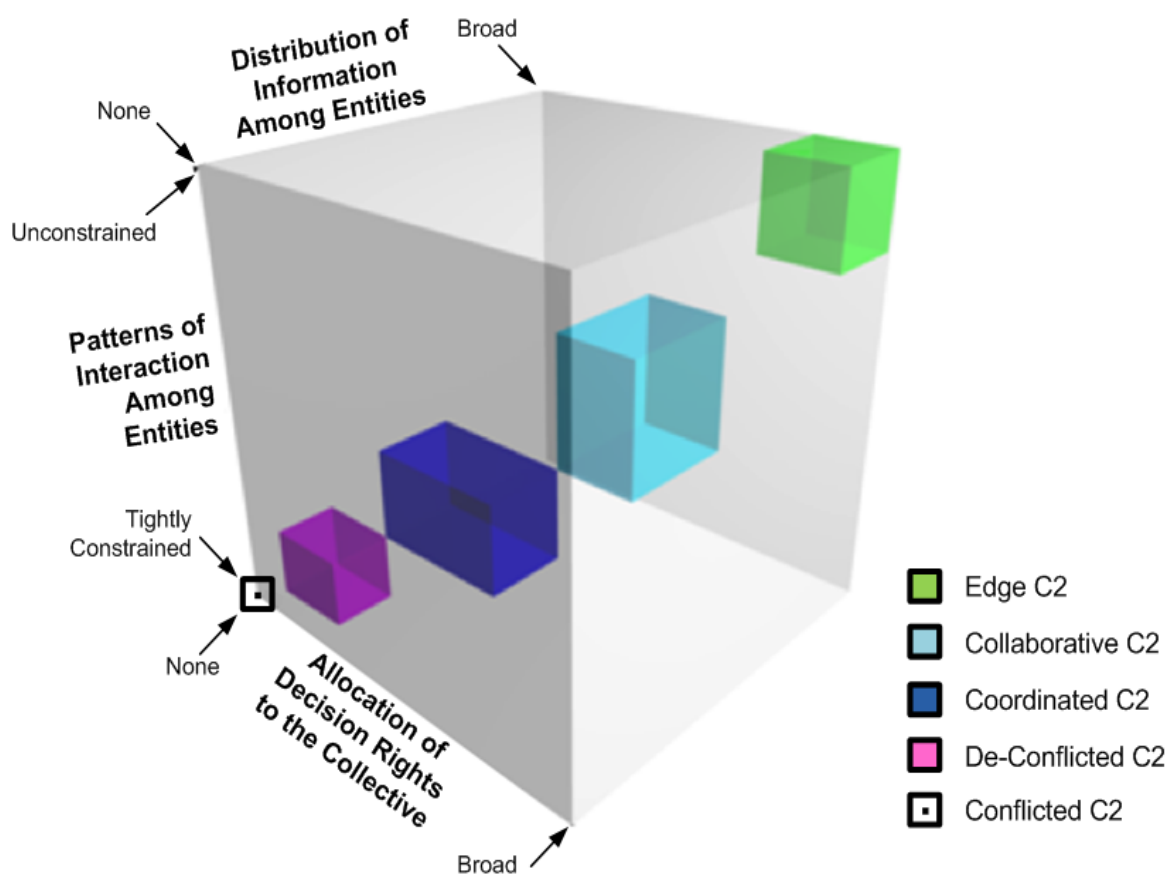 Distribution of
Information
Among Entities
Broad
None
Unconstrained
Patterns of
Interaction
Among
Entities
Tightly
Constrained
None
Allocation of
Decision Rights
to the Collective
Broad
Edge C2
Collaborative C2
Coordinated C2
De-Conflicted C2
Conflicted C2